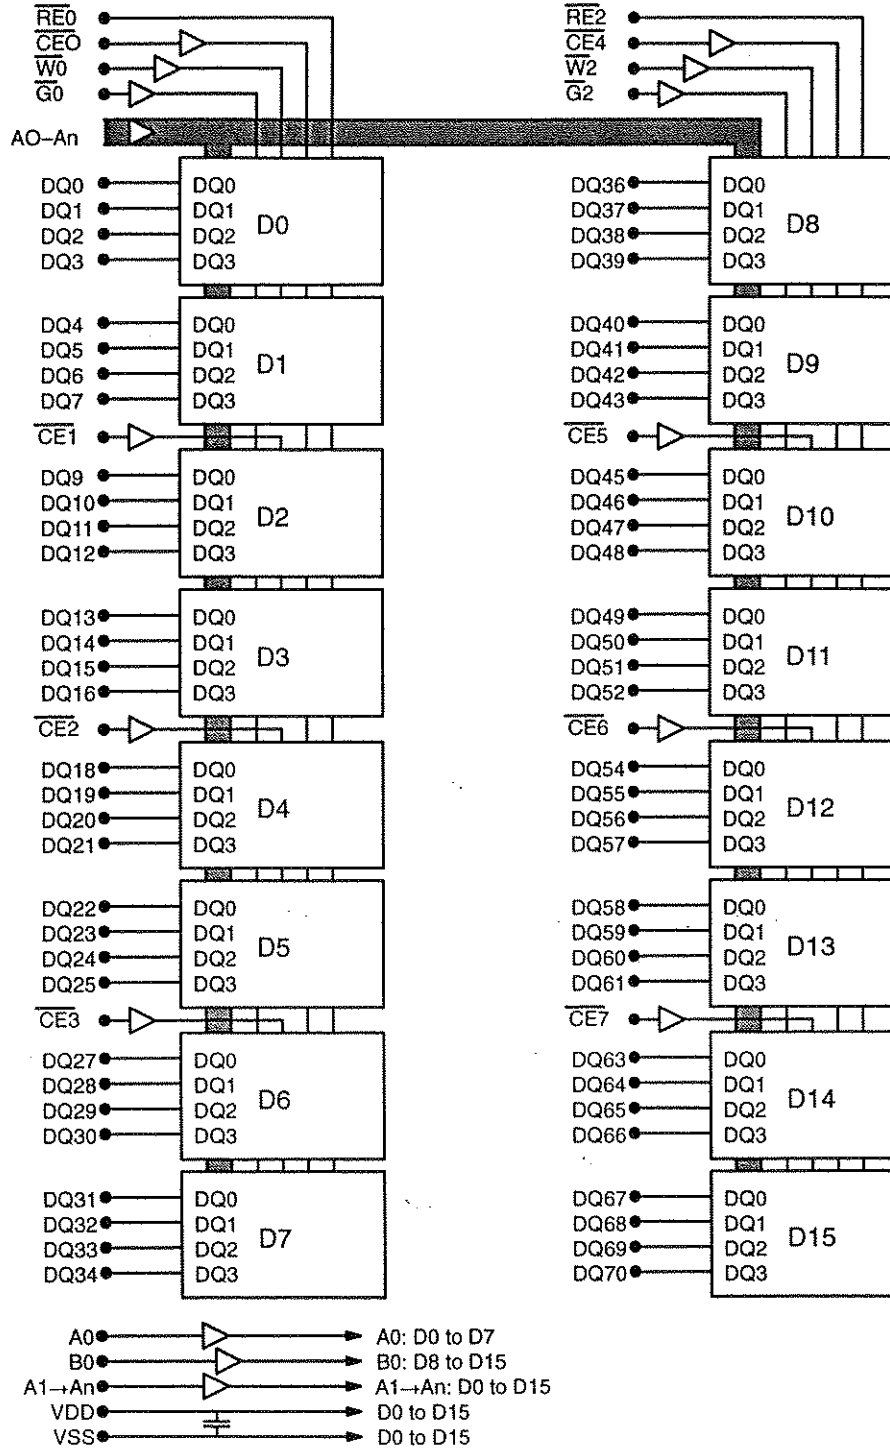 RE0
CEO
W0
G0
AO–An
DQ0 DQ0
DQ1 DQ1
DQ2 DQ2
DQ3 DQ3
D0
DQ4 DQ0
DQ5 DQ1
DQ6 DQ2
DQ7 DQ3
D1
CE1
DQ9 DQ0
DQ10 DQ1
DQ11 DQ2
DQ12 DQ3
D2
DQ13 DQ0
DQ14 DQ1
DQ15 DQ2
DQ16 DQ3
D3
CE2
DQ18 DQ0
DQ19 DQ1
DQ20 DQ2
DQ21 DQ3
D4
DQ22 DQ0
DQ23 DQ1
DQ24 DQ2
DQ25 DQ3
D5
CE3
DQ27 DQ0
DQ28 DQ1
DQ29 DQ2
DQ30 DQ3
D6
DQ31 DQ0
DQ32 DQ1
DQ33 DQ2
DQ34 DQ3
D7
RE2
CE4
W2
G2
DQ36 DQ0
DQ37 DQ1
DQ38 DQ2
DQ39 DQ3
D8
DQ40 DQ0
DQ41 DQ1
DQ42 DQ2
DQ43 DQ3
D9
CE5
DQ45 DQ0
DQ46 DQ1
DQ47 DQ2
DQ48 DQ3
D10
DQ49 DQ0
DQ50 DQ1
DQ51 DQ2
DQ52 DQ3
D11
CE6
DQ54 DQ0
DQ55 DQ1
DQ56 DQ2
DQ57 DQ3
D12
DQ58 DQ0
DQ59 DQ1
DQ60 DQ2
DQ61 DQ3
D13
CE7
DQ63 DQ0
DQ64 DQ1
DQ65 DQ2
DQ66 DQ3
D14
DQ67 DQ0
DQ68 DQ1
DQ69 DQ2
DQ70 DQ3
D15
A0 A0: D0 to D7
B0 B0: D8 to D15
A1→An A1→An: D0 to D15
VDD D0 to D15
VSS D0 to D15